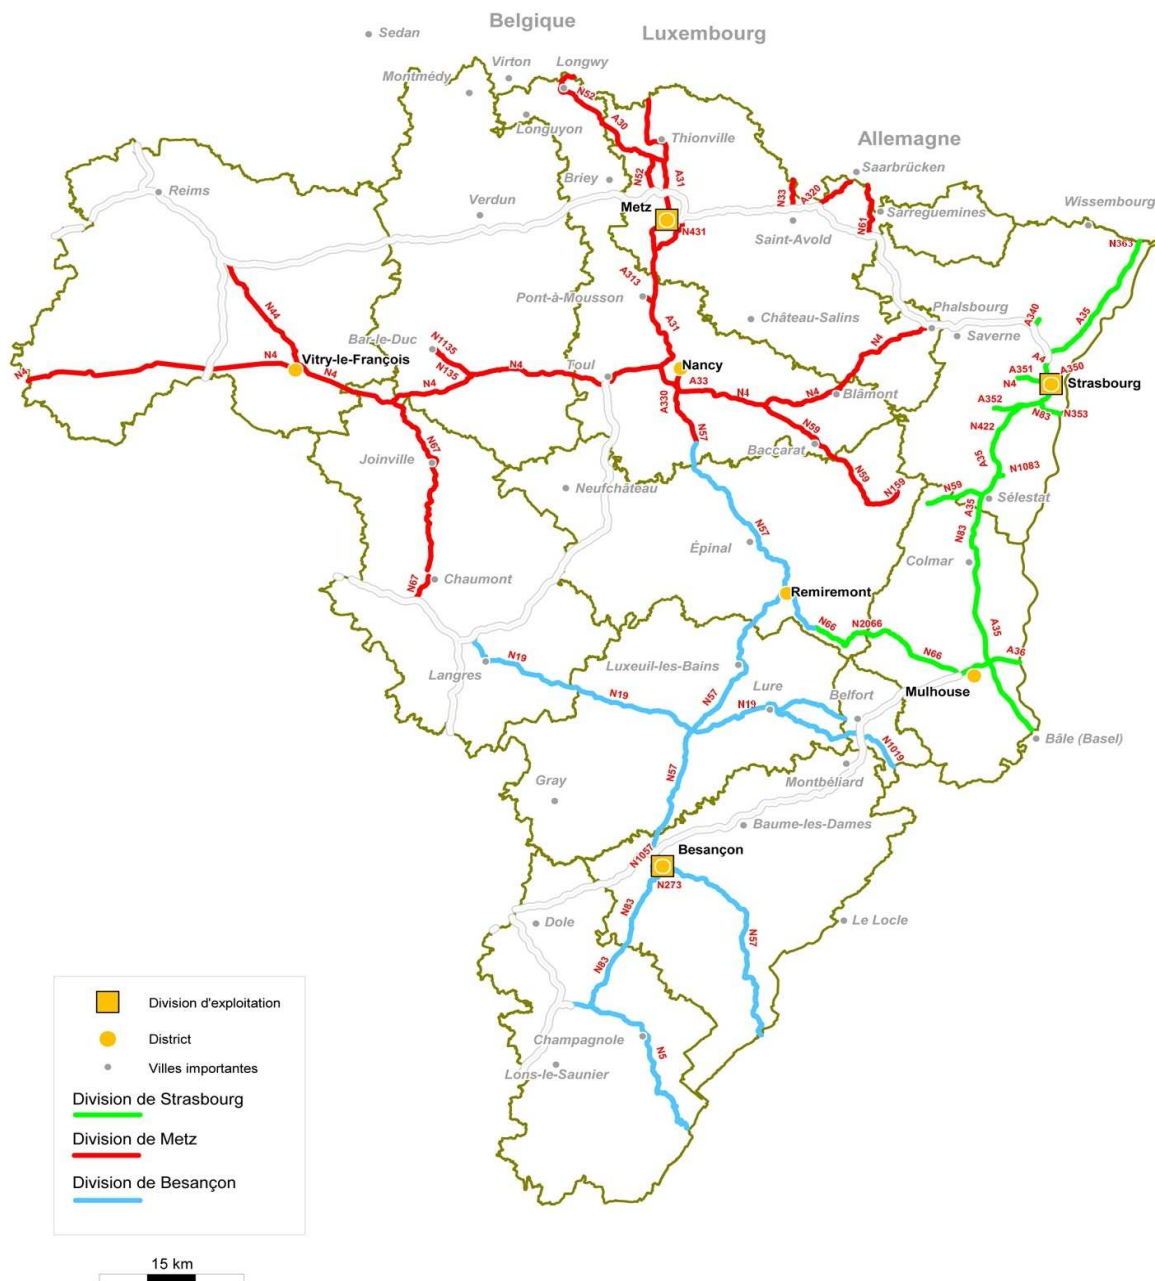 Belgique
Luxembourg
Sedan
Virton
Longwy
Montmédy
N52
Longuyon
A30
Thionville
Allemagne
Saarbrücken
Briey
N52
A31
N33
A320
Reims
Verdun
Metz
N431
Saint-Avold
N61
Sarreguemines
Wissembourg
N363
A313
Pont-à-Mousson
Château-Salins
Phalsbourg
Saverne
A340
A35
N44
Bar-le-Duc
N1135
N135
A31
N4
N4
Vitry-le-François
N4
N4
N4
N4
Toul
Nancy
A33
A330
N4
N4
Blâmont
A4
A351
A350
N4
Strasbourg
A352
N83
N353
N422
N57
N59
Baccarat
A35
N1083
N67
Joinville
N59
N159
N59
Sélestat
Neufchâteau
A35
N83
N57
Épinal
Colmar
Chaumont
N67
Remiremont
N66
N2066
A35
N66
A36
N19
Langres
Luxeuil-les-Bains
Mulhouse
N19
N57
Lure
N19
Belfort
N1019
Bâle (Basel)
N57
Montbéliard
Gray
Baume-les-Dames
N1057
Besançon
N273
Dole
N83
Le Locle
N57
N83
Champagnole
N5
Lons-le-Saunier
Division d'exploitation
District
Villes importantes
Division de Strasbourg
Division de Metz
Division de Besançon
15 km